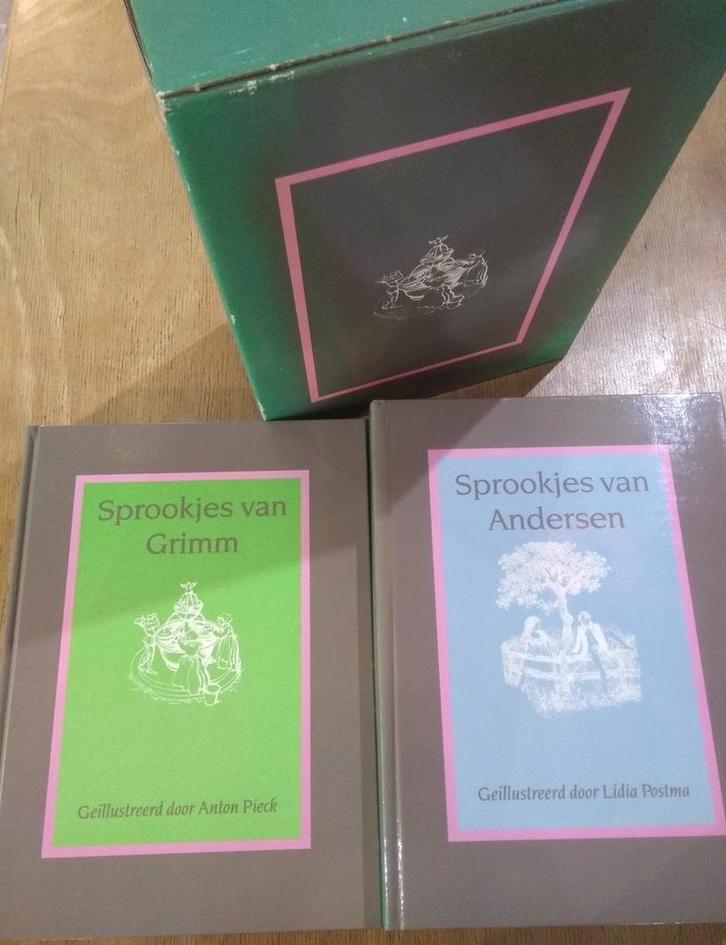 Sprookjes van
Grimm
Geïllustreerd door Anton Pieck
Sprookjes van
Andersen
Geïllustreerd door Lidia Postma